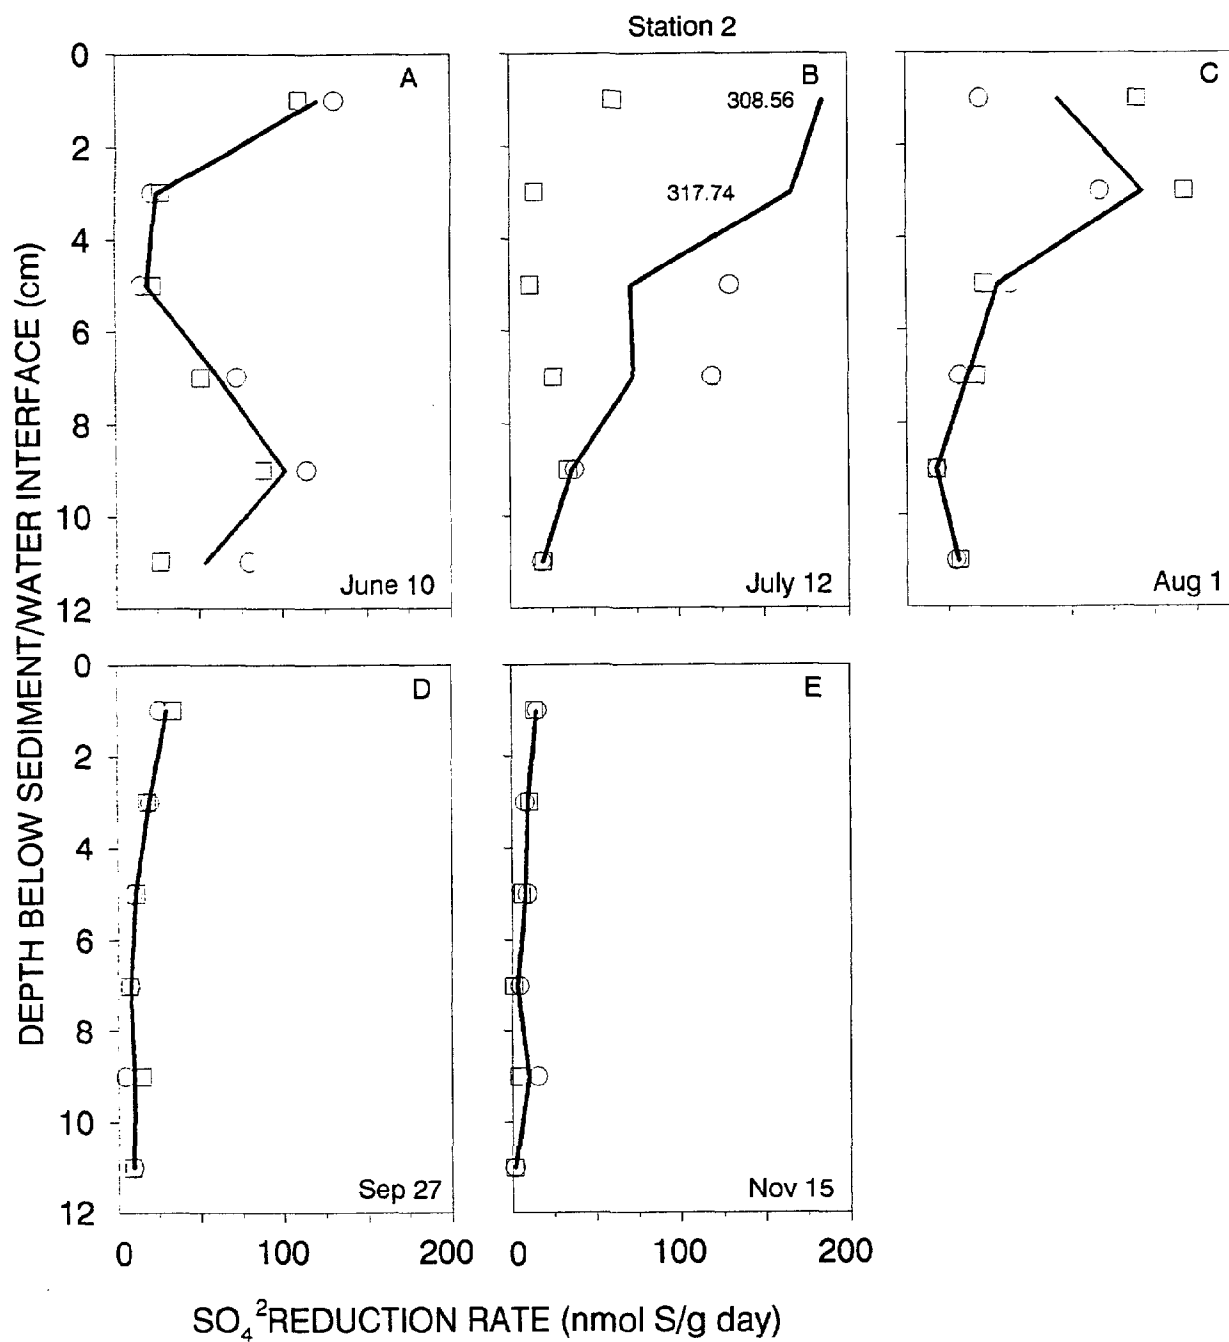 Station 2
0
2
4
6
8
10
12
A
June 10
B
308.56
317.74
July 12
C
Aug 1
DEPTH BELOW SEDIMENT/WATER INTERFACE (cm)
0
2
4
6
8
10
12
D
Sep 27
E
Nov 15
0 100 200
0 100 200
SO₄²REDUCTION RATE (nmol S/g day)